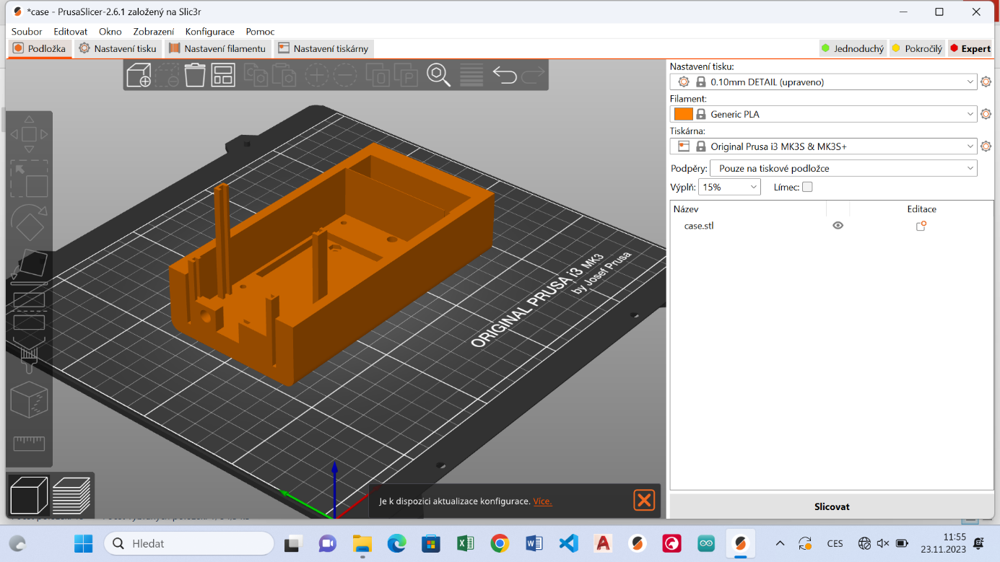 *case - PrusaSlicer-2.6.1 založený na Slic3r
Soubor Editovat Okno Zobrazení Konfigurace Pomoc
Podložka Nastavení tisku Nastavení filamentu Nastavení tiskárny Jednoduchý Pokročilý Expert
Nastavení tisku:
0.10mm DETAIL (upraveno)
Filament:
Generic PLA
Tiskárna:
Original Prusa i3 MK3S & MK3S+
Podpěry: Pouze na tiskové podložce
Výplň: 15% Límec:
Název Editace
case.stl
ORIGINAL PRUSA i3 MK3
by Josef Prusa
Je k dispozici aktualizace konfigurace. Více.
Slicovat
Hledat
CES
11:55
23.11.2023